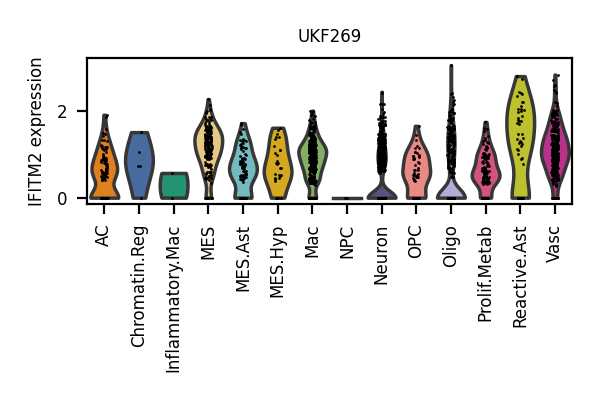 UKF269
IFITM2 expression
2
0
AC
Chromatin.Reg
Inflammatory.Mac
MES
MES.Ast
MES.Hyp
Mac
NPC
Neuron
OPC
Oligo
Prolif.Metab
Reactive.Ast
Vasc